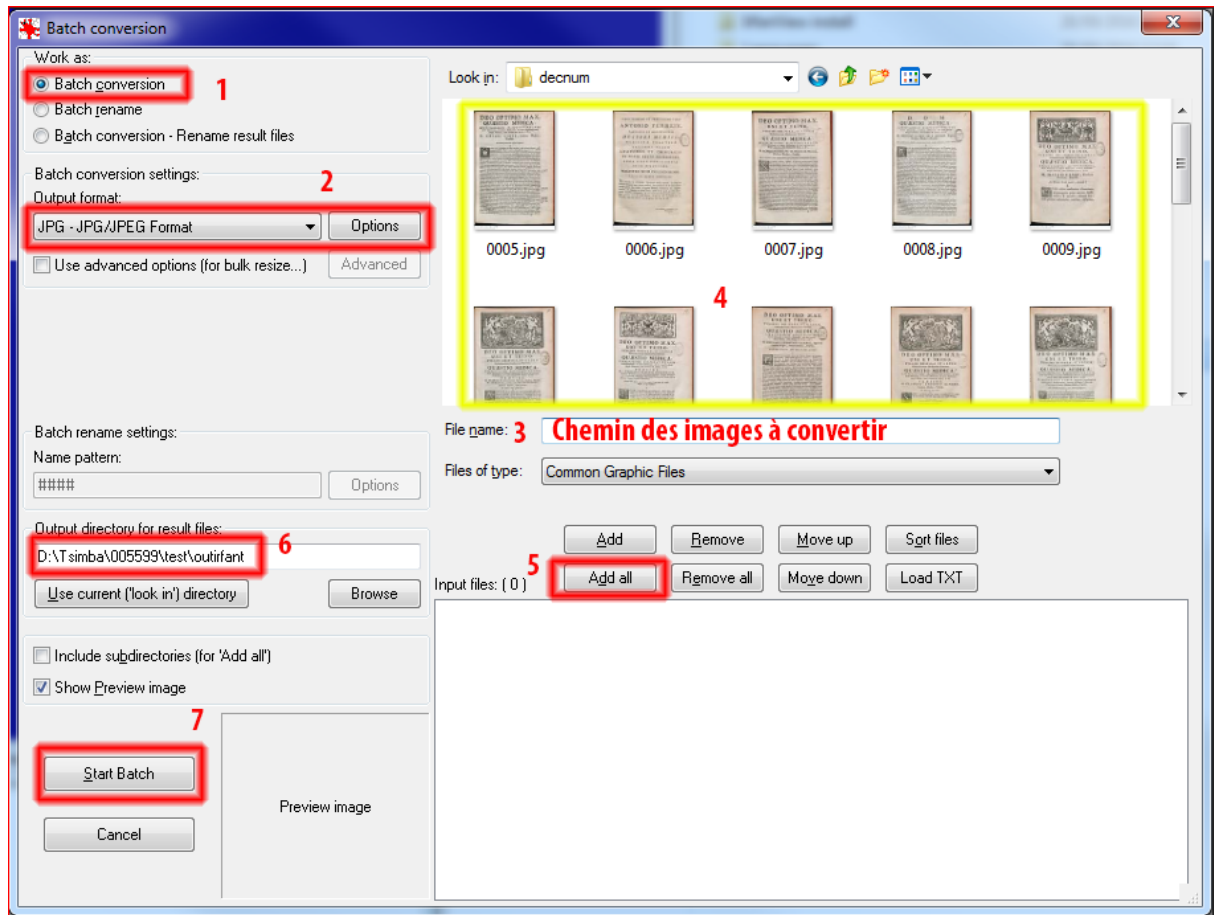 Batch conversion
Work as:
Batch conversion
1
Batch rename
Batch conversion - Rename result files
Batch conversion settings:
2
Output format:
JPG - JPG/JPEG Format
Options
Use advanced options (for bulk resize...)
Advanced
Batch rename settings:
Name pattern:
####
Options
Output directory for result files:
D:\Tsimba\005599\test\outirfant
6
Use current ('look in') directory
Browse
Include subdirectories (for 'Add all')
Show Preview image
7
Start Batch
Cancel
Preview image
Look in:
decnum
0005.jpg
0006.jpg
0007.jpg
0008.jpg
0009.jpg
4
File name:
3
Chemin des images à convertir
Files of type:
Common Graphic Files
Add
Remove
Move up
Sort files
Input files: ( 0 )
5
Add all
Remove all
Move down
Load TXT